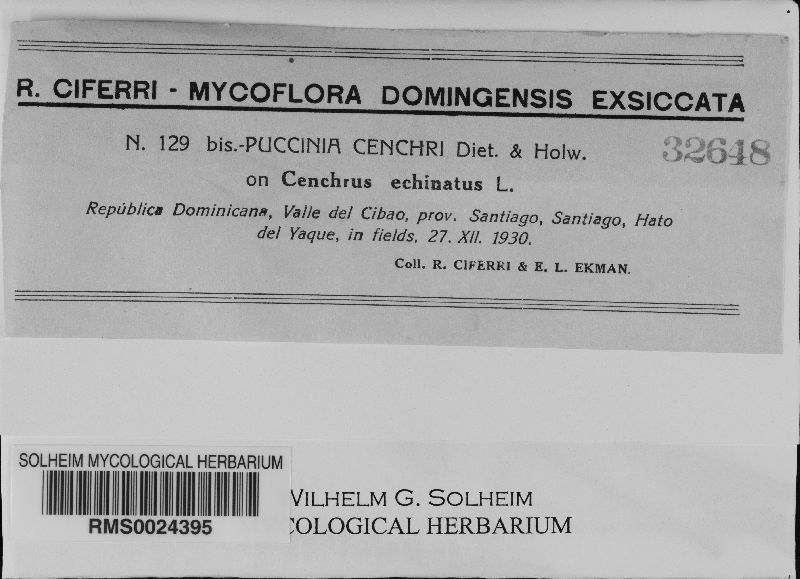 R. CIFERRI - MYCOFLORA DOMINGENSIS EXSICCATA
N. 129 bis.-PUCCINIA CENCHRI Diet. & Holw.
32648
on Cenchrus echinatus L.
República Dominicana, Valle del Cibao, prov. Santiago, Santiago, Hato
del Yaque, in fields, 27. XII. 1930.
Coll. R. CIFERRI & E. L. EKMAN.
SOLHEIM MYCOLOGICAL HERBARIUM
RMS0024395
VILHELM G. SOLHEIM
COLOGICAL HERBARIUM